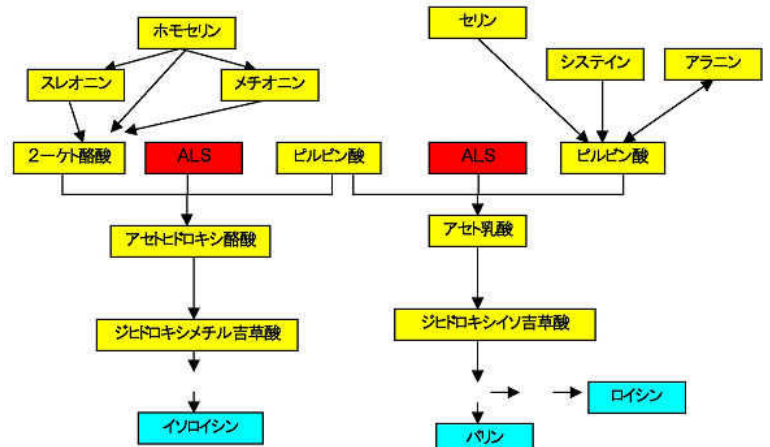 ホモセリン
セリン
スレオニン
メチオニン
システイン
アラニン
2ーケト酪酸
ALS
ピルビン酸
ALS
ピルビン酸
アセトヒドロキシ酪酸
アセト乳酸
ジヒドロキシメチル吉草酸
ジヒドロキシイソ吉草酸
ロイシン
イソロイシン
バリン